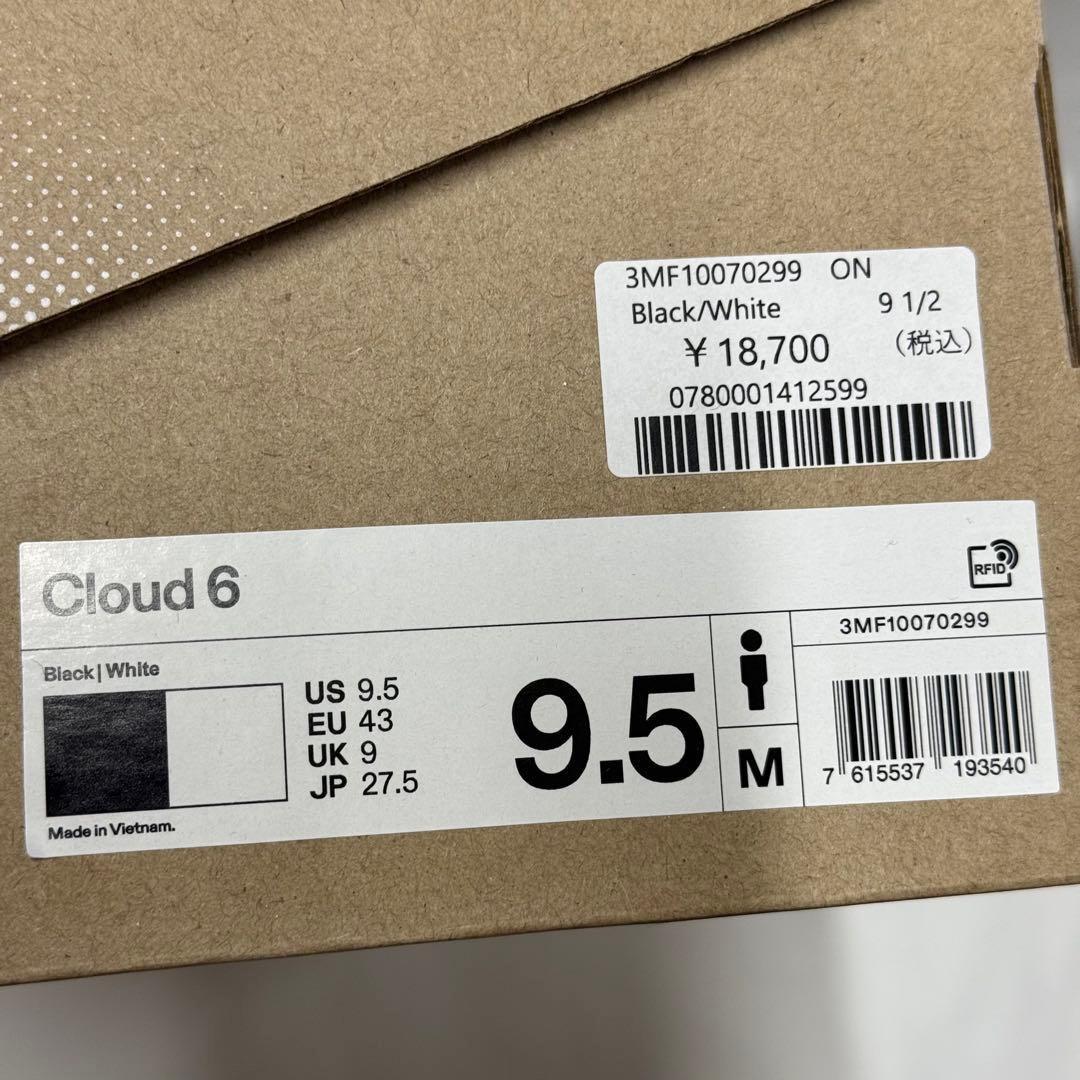 3MF10070299 ON
Black/White 9 1/2
¥ 18,700 (税込)
0780001412599
Cloud 6
RFID
Black | White
US 9.5
EU 43
UK 9
JP 27.5
Made in Vietnam.
9.5
M
3MF10070299
7 615537 193540